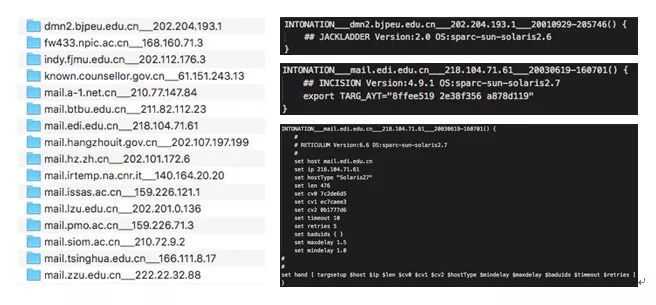 dmn2.bjpeu.edu.cn___202.204.193.1
fw433.npic.ac.cn___168.160.71.3
indy.fjmu.edu.cn___202.112.176.3
known.counsellor.gov.cn___61.151.243.13
mail.a-1.net.cn___210.77.147.84
mail.btbu.edu.cn___211.82.112.23
mail.edi.edu.cn___218.104.71.61
mail.hangzhouit.gov.cn___202.107.197.199
mail.hz.zh.cn___202.101.172.6
mail.irtemp.na.cnr.it___140.164.20.20
mail.issas.ac.cn___159.226.121.1
mail.lzu.edu.cn___202.201.0.136
mail.pmo.ac.cn___159.226.71.3
mail.siom.ac.cn___210.72.9.2
mail.tsinghua.edu.cn___166.111.8.17
mail.zzu.edu.cn___222.22.32.88
INTONATION___dmn2.bjpeu.edu.cn___202.204.193.1___20010929-205746() {
## JACKLADDER Version:2.0 OS:sparc-sun-solaris2.6
}
INTONATION___mail.edi.edu.cn___218.104.71.61___20030619-160701() {
## INCISION Version:4.9.1 OS:sparc-sun-solaris2.7
export TARG_AYT="8ffee519 2e38f356 a878d119"
}
INTONATION___mail.edi.edu.cn___218.104.71.61___20030619-160701() {
#
# RETICULUM Version:6.6 OS:sparc-sun-solaris2.7
#
set host mail.edi.edu.cn
set ip 218.104.71.61
set hostType "Solaris27"
set len 476
set cv0 7c2de6d5
set cv1 ec7caee3
set cv2 0b1777d6
set timeout 10
set retries 5
set baduids { }
set maxdelay 1.5
set mindelay 1.0
#
#
set hand [ targsetup $host $ip $len $cv0 $cv1 $cv2 $hostType $mindelay $maxdelay $baduids $timeout $retries ]
}